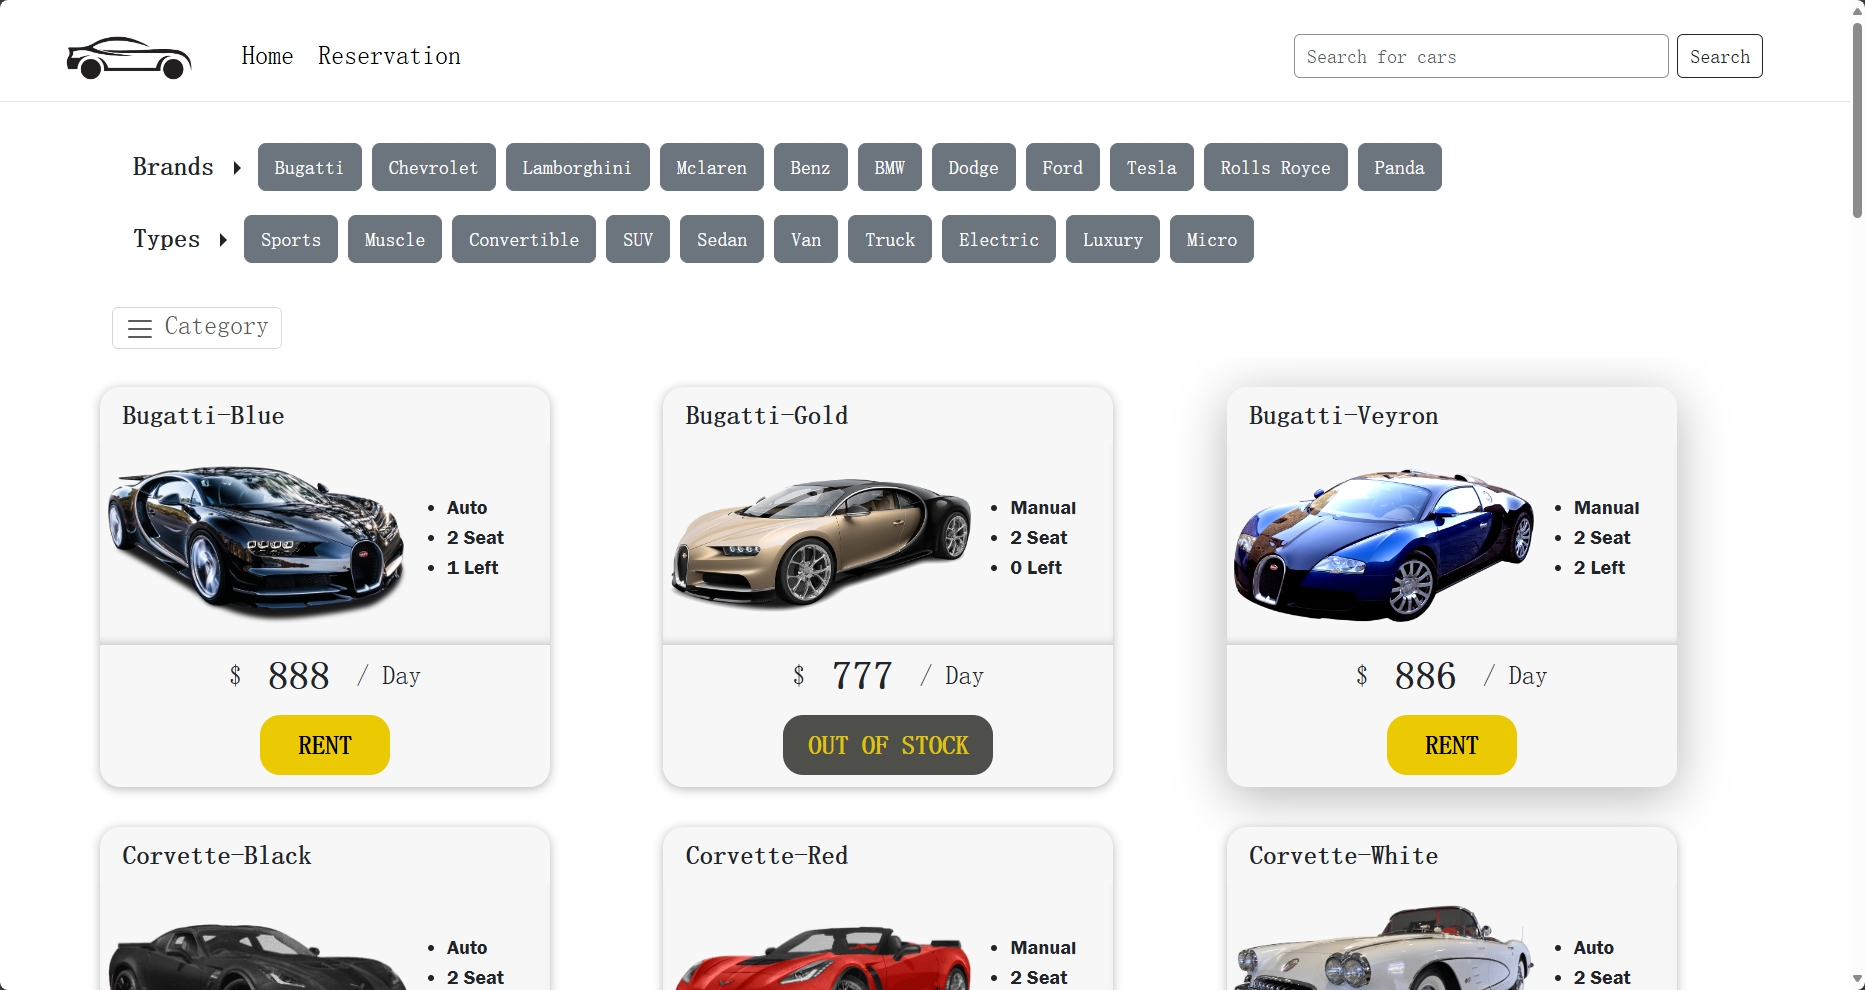 Home Reservation Search for cars Search
Brands Bugatti Chevrolet Lamborghini Mclaren Benz BMW Dodge Ford Tesla Rolls Royce Panda
Types Sports Muscle Convertible SUV Sedan Van Truck Electric Luxury Micro
Category
Bugatti-Blue
Auto
2 Seat
1 Left
$ 888 / Day
RENT
Bugatti-Gold
Manual
2 Seat
0 Left
$ 777 / Day
OUT OF STOCK
Bugatti-Veyron
Manual
2 Seat
2 Left
$ 886 / Day
RENT
Corvette-Black
Auto
2 Seat
Corvette-Red
Manual
2 Seat
Corvette-White
Auto
2 Seat